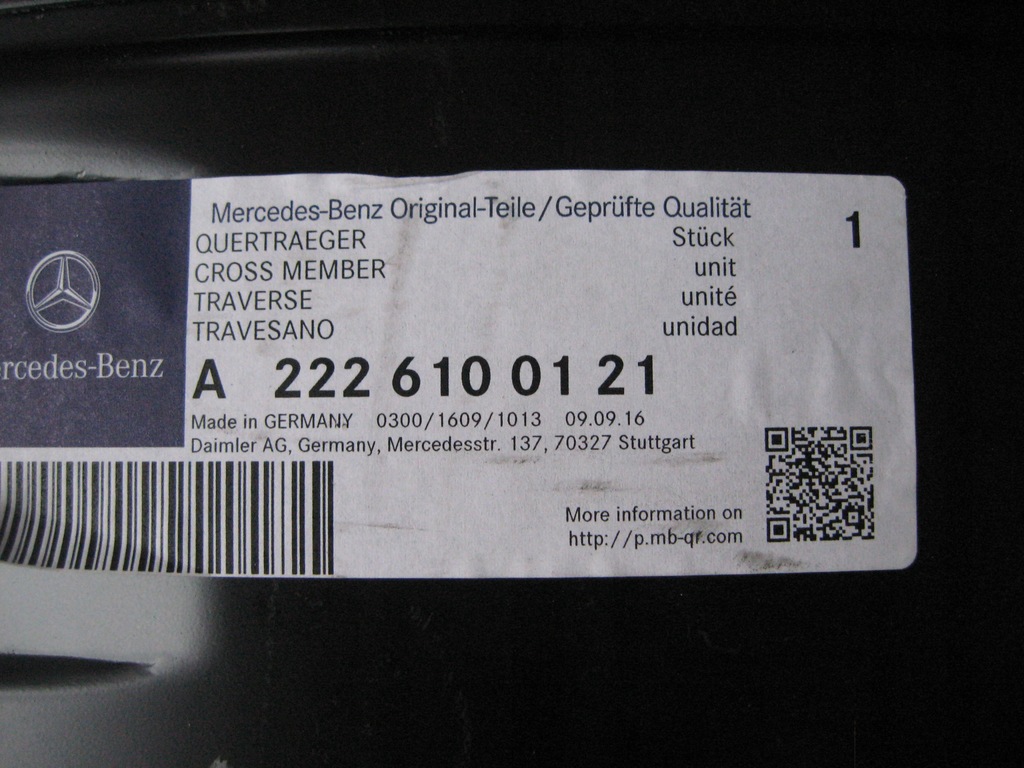 Mercedes-Benz Original-Teile/Geprüfte Qualität
QUERTRAEGER Stück 1
CROSS MEMBER unit
TRAVERSE unité
TRAVESANO unidad
rcedes-Benz
A 222 610 01 21
Made in GERMANY 0300/1609/1013 09.09.16
Daimler AG, Germany, Mercedesstr. 137, 70327 Stuttgart
More information on
http://p.mb-qr.com